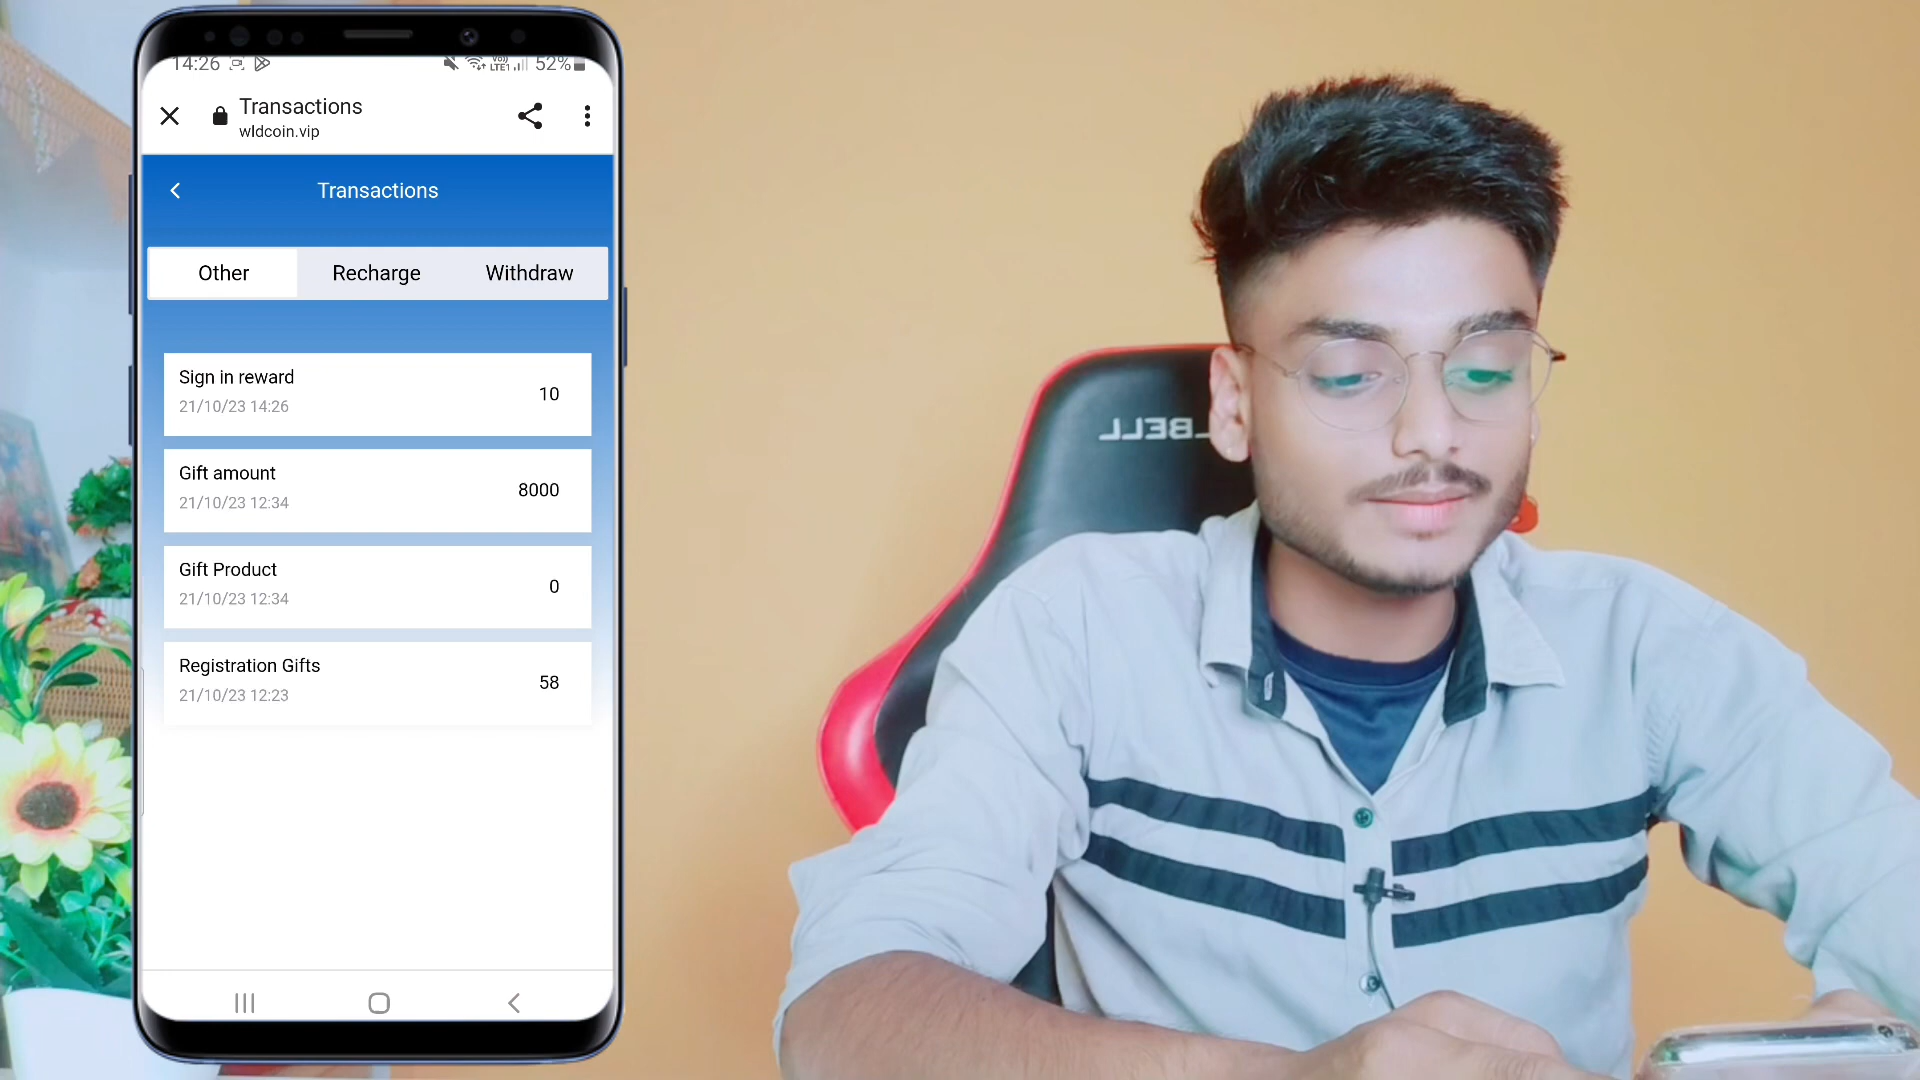 14:26 52%
Transactions
wldcoin.vip
Transactions
Other Recharge Withdraw
Sign in reward
21/10/23 14:26
10
Gift amount
21/10/23 12:34
8000
Gift Product
21/10/23 12:34
0
Registration Gifts
21/10/23 12:23
58
LBELL